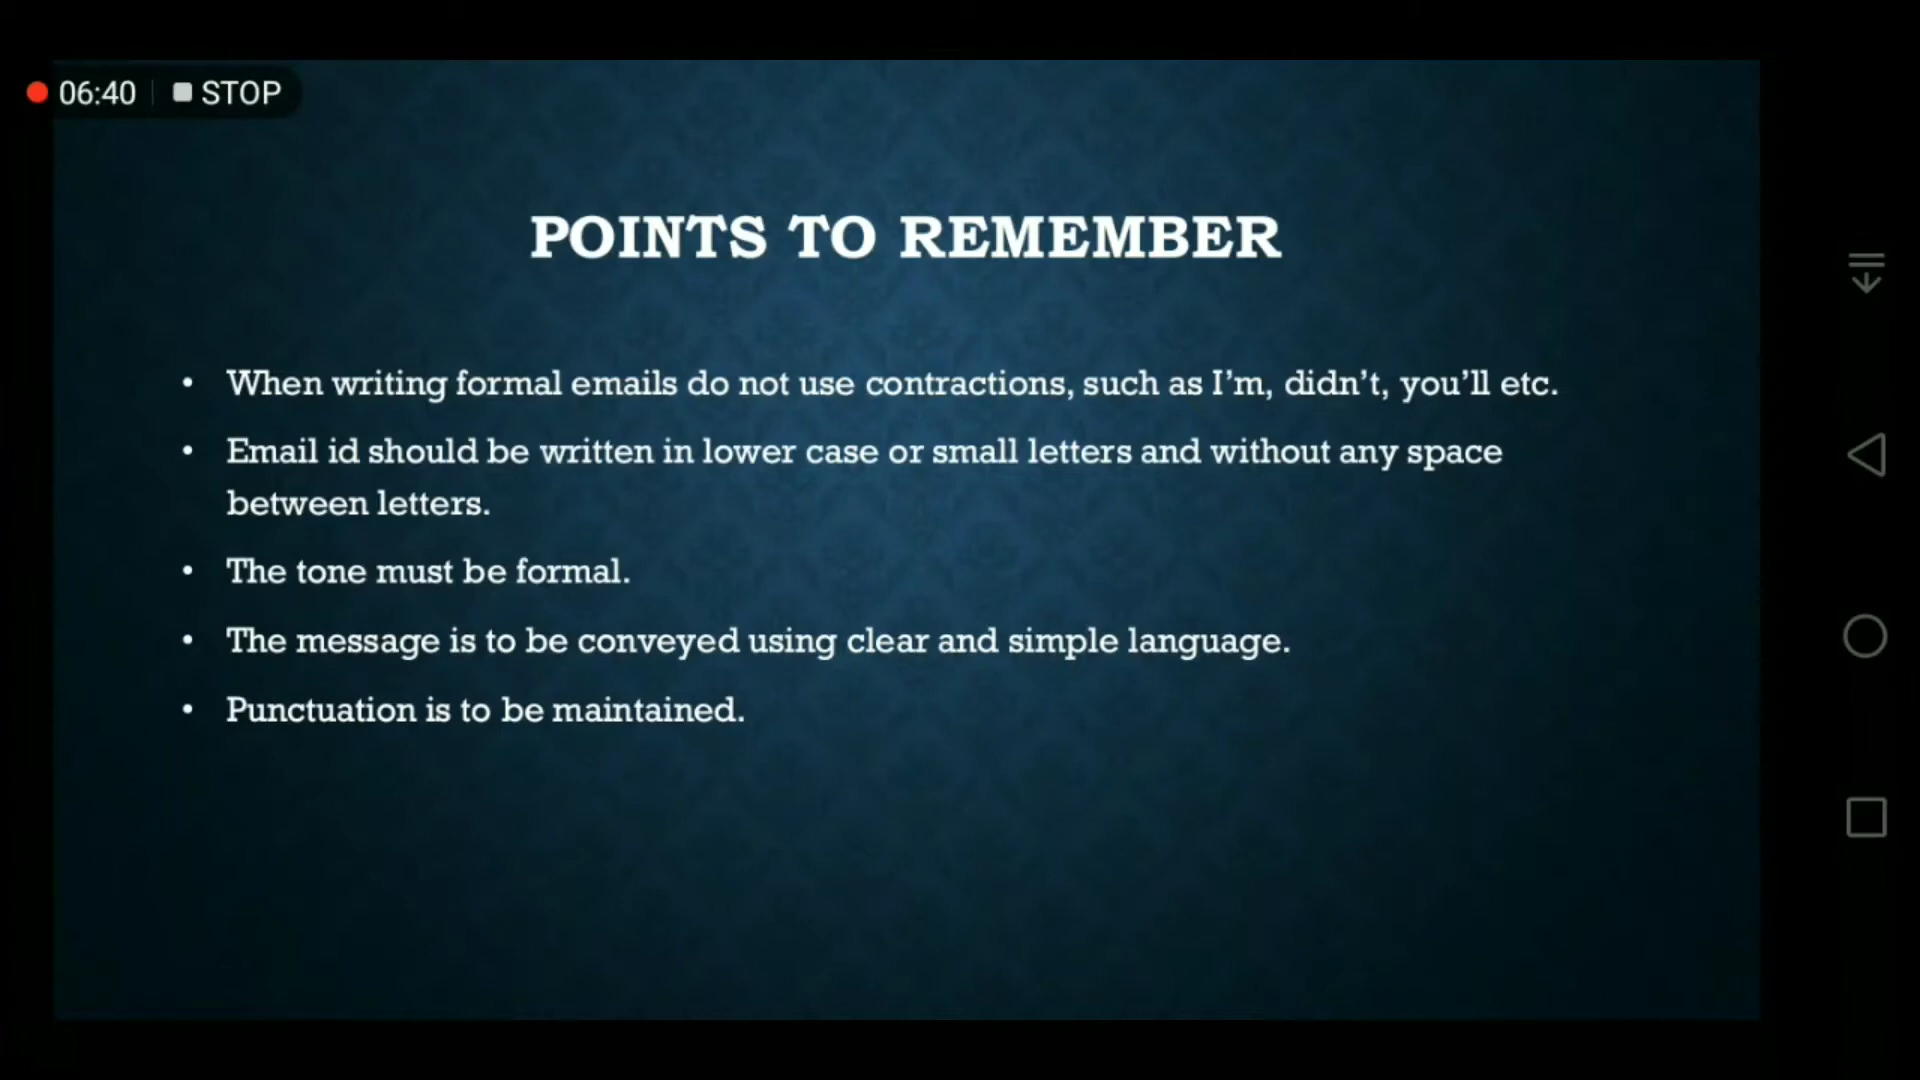 06:40 STOP
POINTS TO REMEMBER
• When writing formal emails do not use contractions, such as I’m, didn’t, you’ll etc.
• Email id should be written in lower case or small letters and without any space
between letters.
• The tone must be formal.
• The message is to be conveyed using clear and simple language.
• Punctuation is to be maintained.